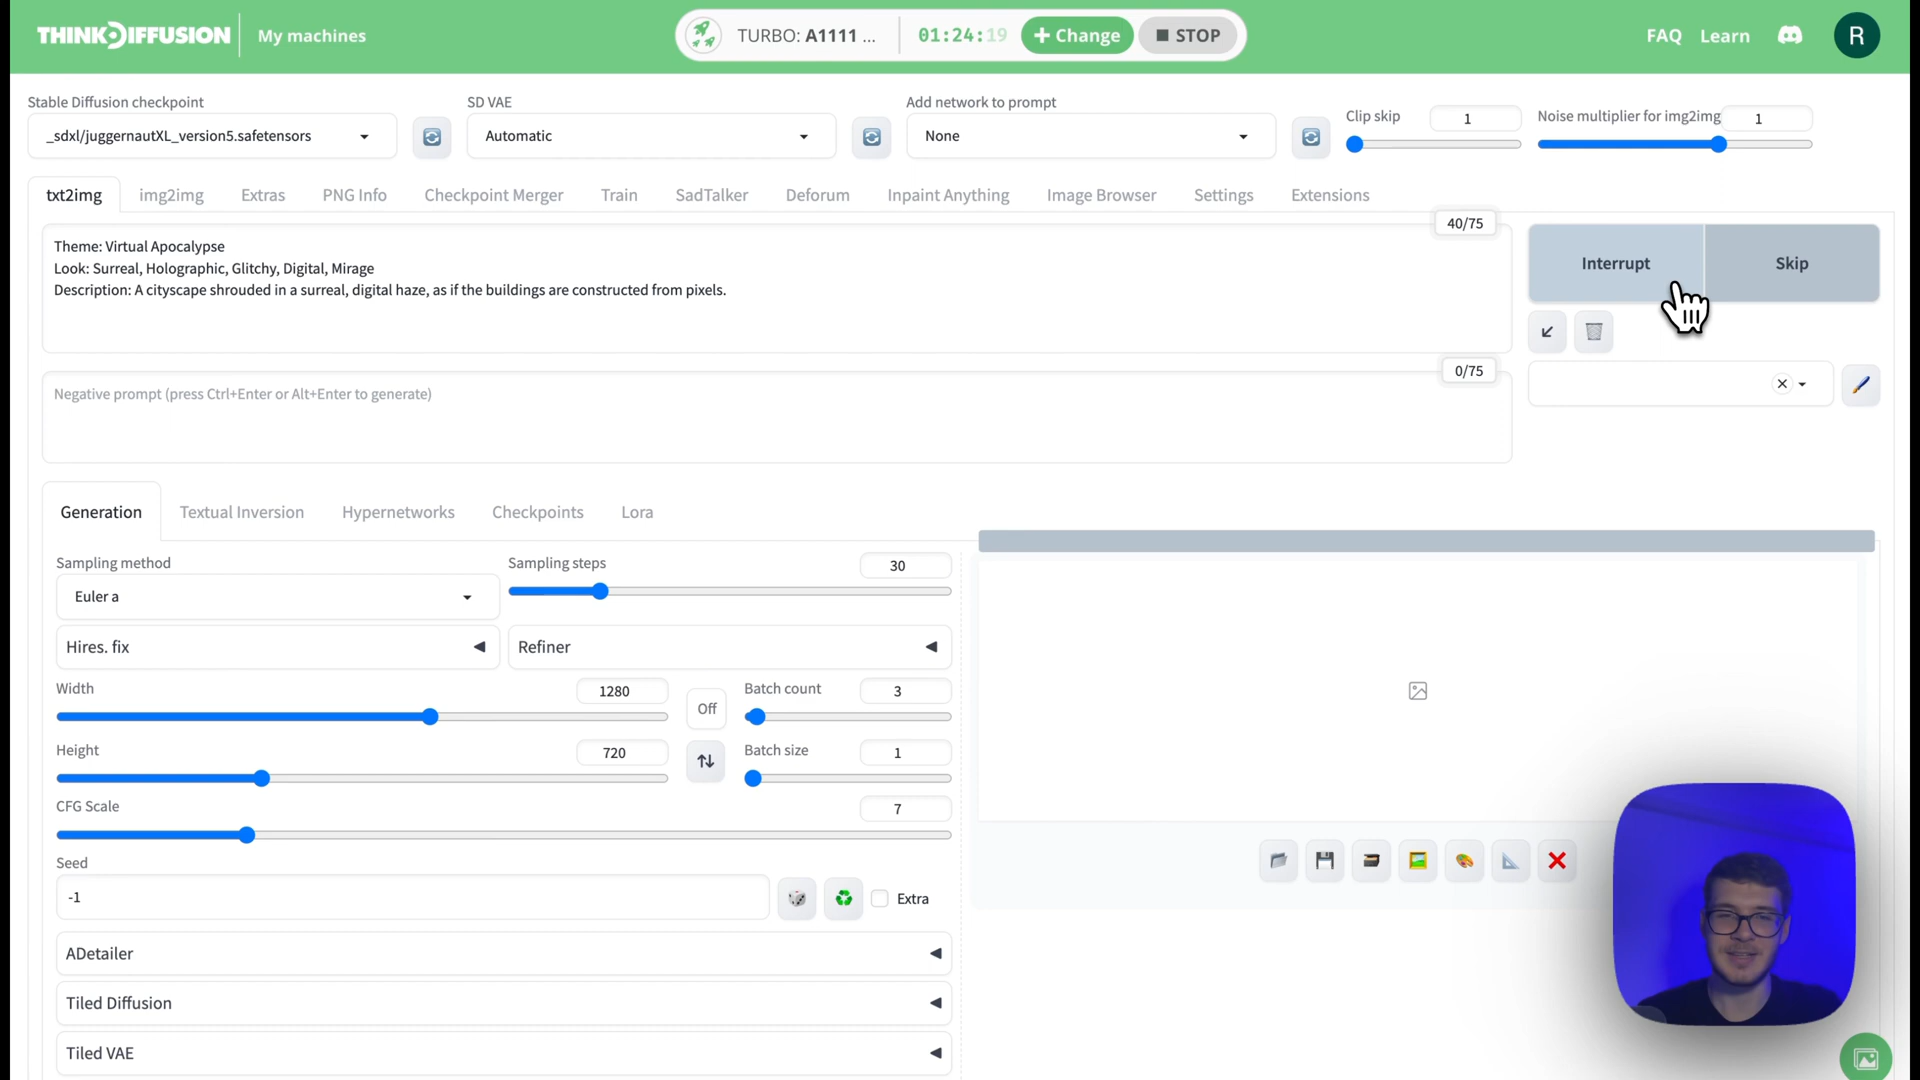 THINKDIFFUSION
My machines
TURBO: A1111 ...
01:24:19
+ Change
STOP
FAQ
Learn
R
Stable Diffusion checkpoint
_sdxl/juggernautXL_version5.safetensors
SD VAE
Automatic
Add network to prompt
None
Clip skip
1
Noise multiplier for img2img
1
txt2img
img2img
Extras
PNG Info
Checkpoint Merger
Train
SadTalker
Deforum
Inpaint Anything
Image Browser
Settings
Extensions
40/75
Theme: Virtual Apocalypse
Look: Surreal, Holographic, Glitchy, Digital, Mirage
Description: A cityscape shrouded in a surreal, digital haze, as if the buildings are constructed from pixels.
Interrupt
Skip
0/75
Negative prompt (press Ctrl+Enter or Alt+Enter to generate)
Generation
Textual Inversion
Hypernetworks
Checkpoints
Lora
Sampling method
Euler a
Sampling steps
30
Hires. fix
Refiner
Width
1280
Off
Batch count
3
Height
720
Batch size
1
CFG Scale
7
Seed
-1
Extra
ADetailer
Tiled Diffusion
Tiled VAE